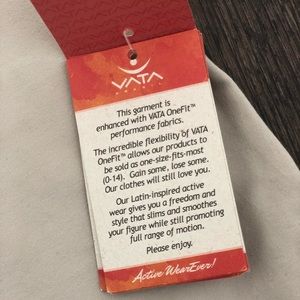 VATA
BRASIL
This garment is
enhanced with VATA OneFit™
performance fabrics.
The incredible flexibility of VATA
OneFit™ allows our products to
be sold as one-size-fits-most
(0-14). Gain some, lose some.
Our clothes will still love you.
Our Latin-inspired active
wear gives you a freedom and
style that slims and smoothes
your figure while still promoting
full range of motion.
Please enjoy.
Active WearEver!